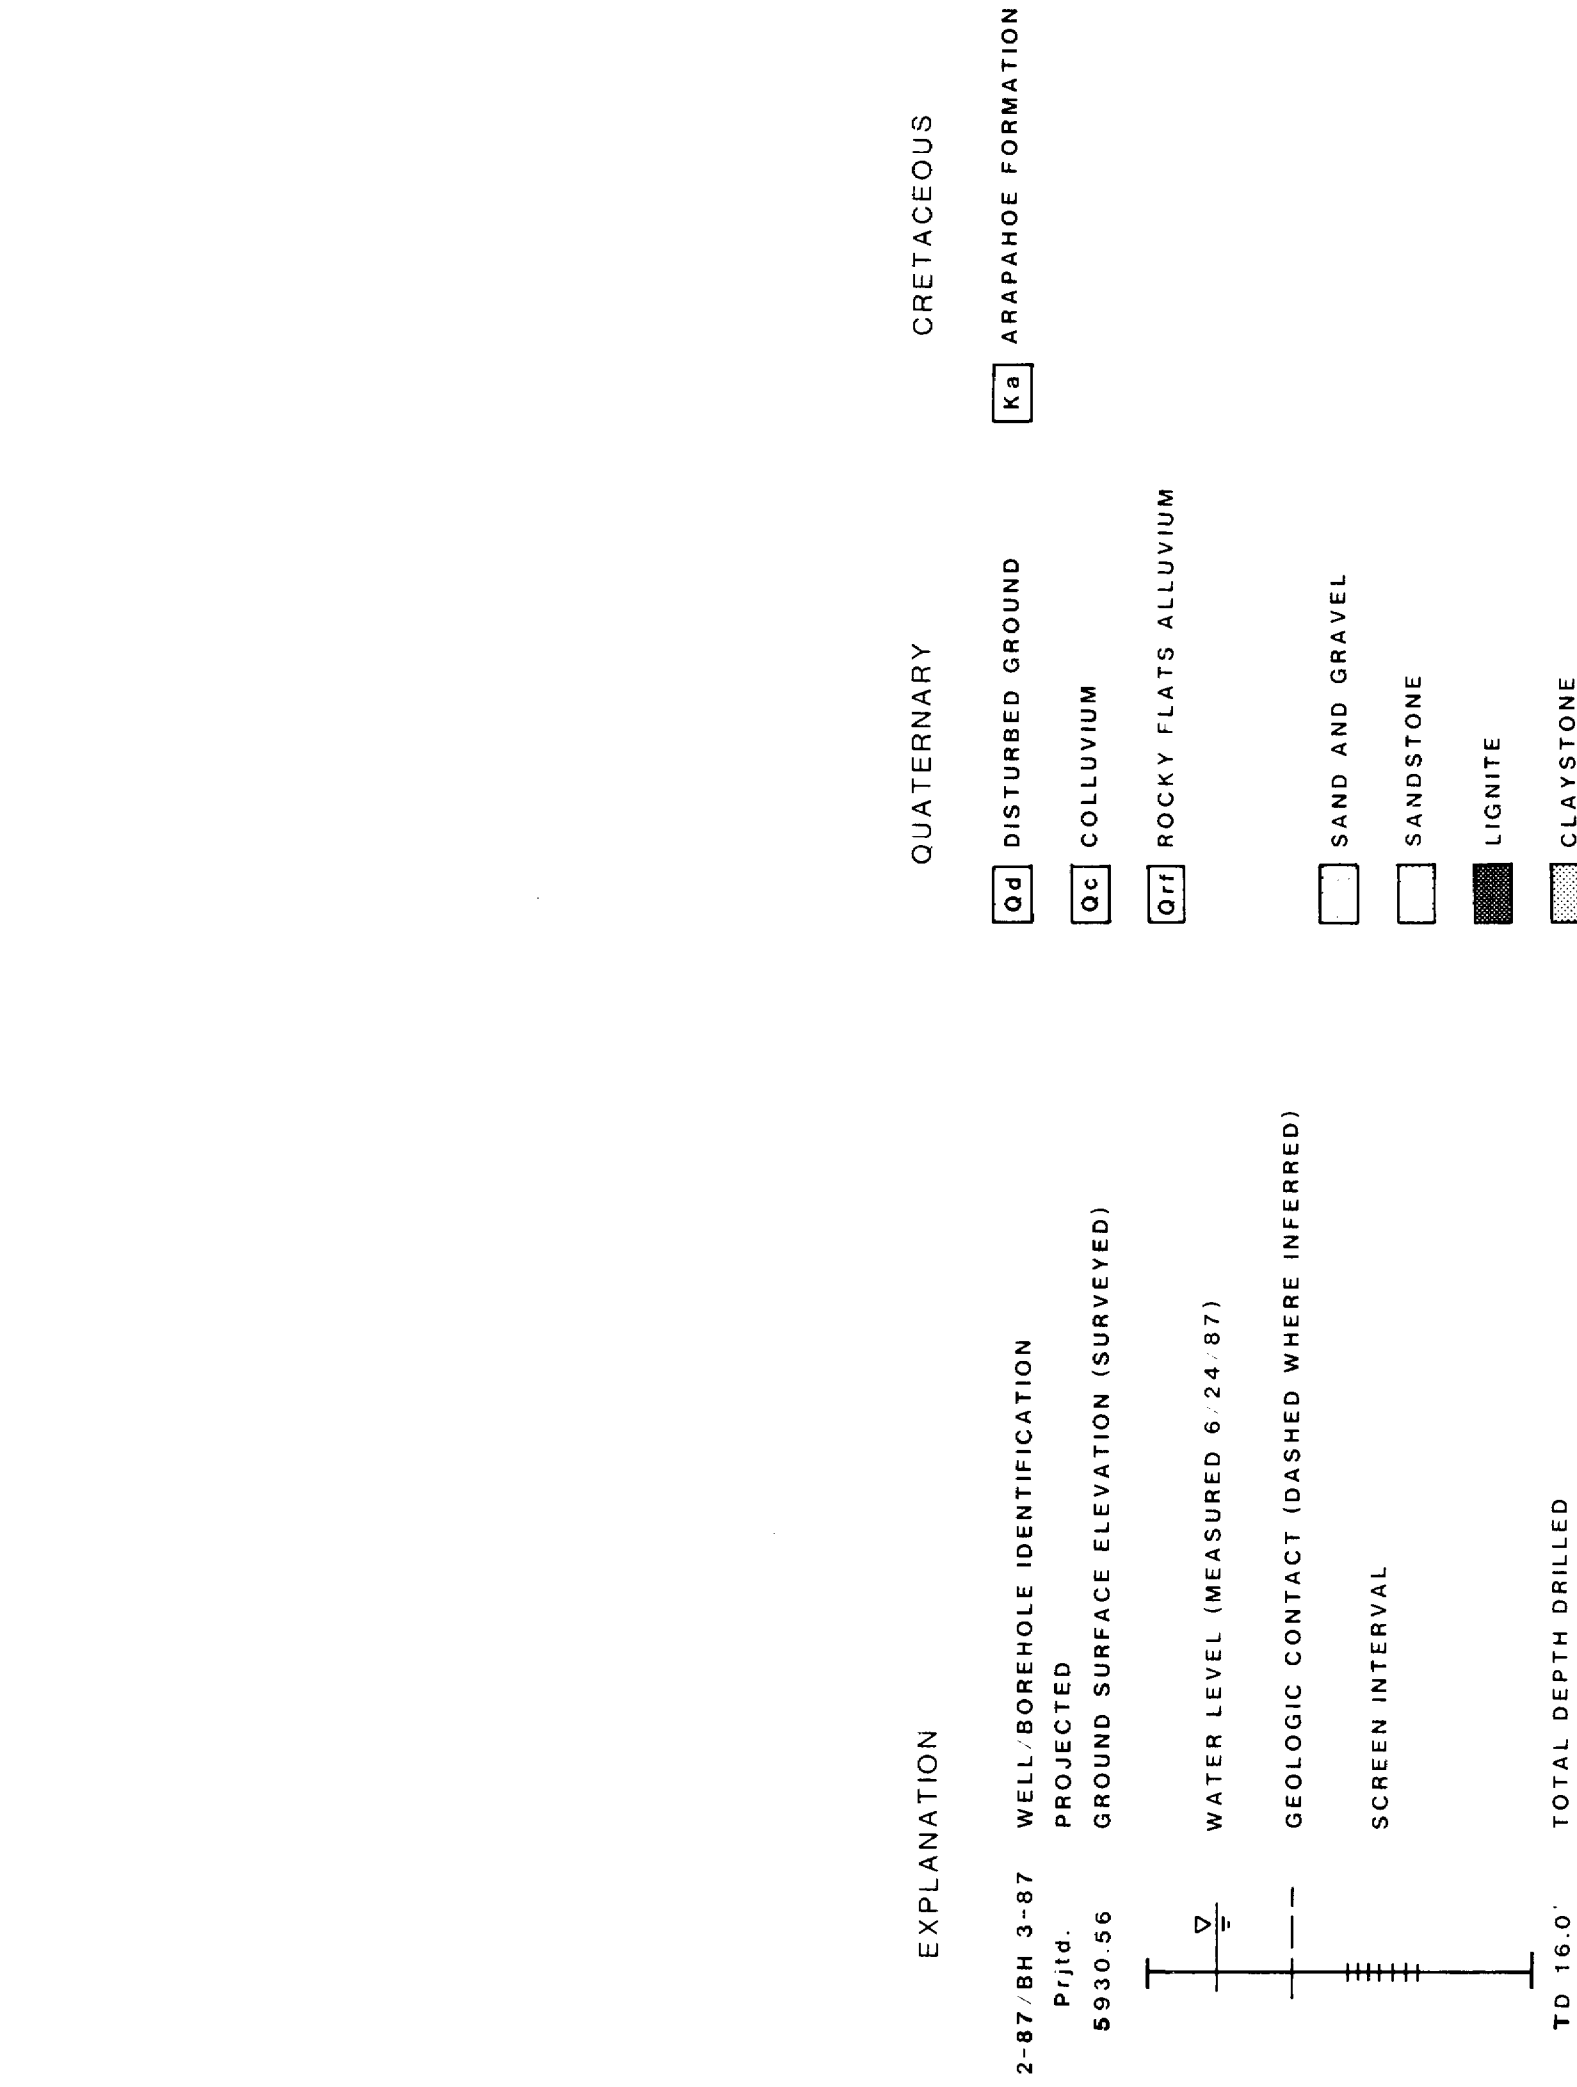 EXPLANATION
2-87/BH 3-87 WELL/BOREHOLE IDENTIFICATION
Prjtd. PROJECTED
5930.56 GROUND SURFACE ELEVATION (SURVEYED)
WATER LEVEL (MEASURED 6/24/87)
GEOLOGIC CONTACT (DASHED WHERE INFERRED)
SCREEN INTERVAL
TD 16.0' TOTAL DEPTH DRILLED
QUATERNARY
Qd DISTURBED GROUND
Qc COLLUVIUM
Qrf ROCKY FLATS ALLUVIUM
SAND AND GRAVEL
SANDSTONE
LIGNITE
CLAYSTONE
CRETACEOUS
Ka ARAPAHOE FORMATION